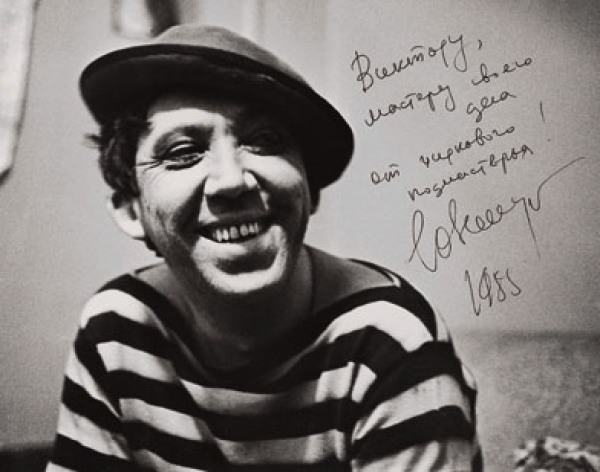 Виктору,
мастеру своего
дела
от циркового
подмастерья!
1985